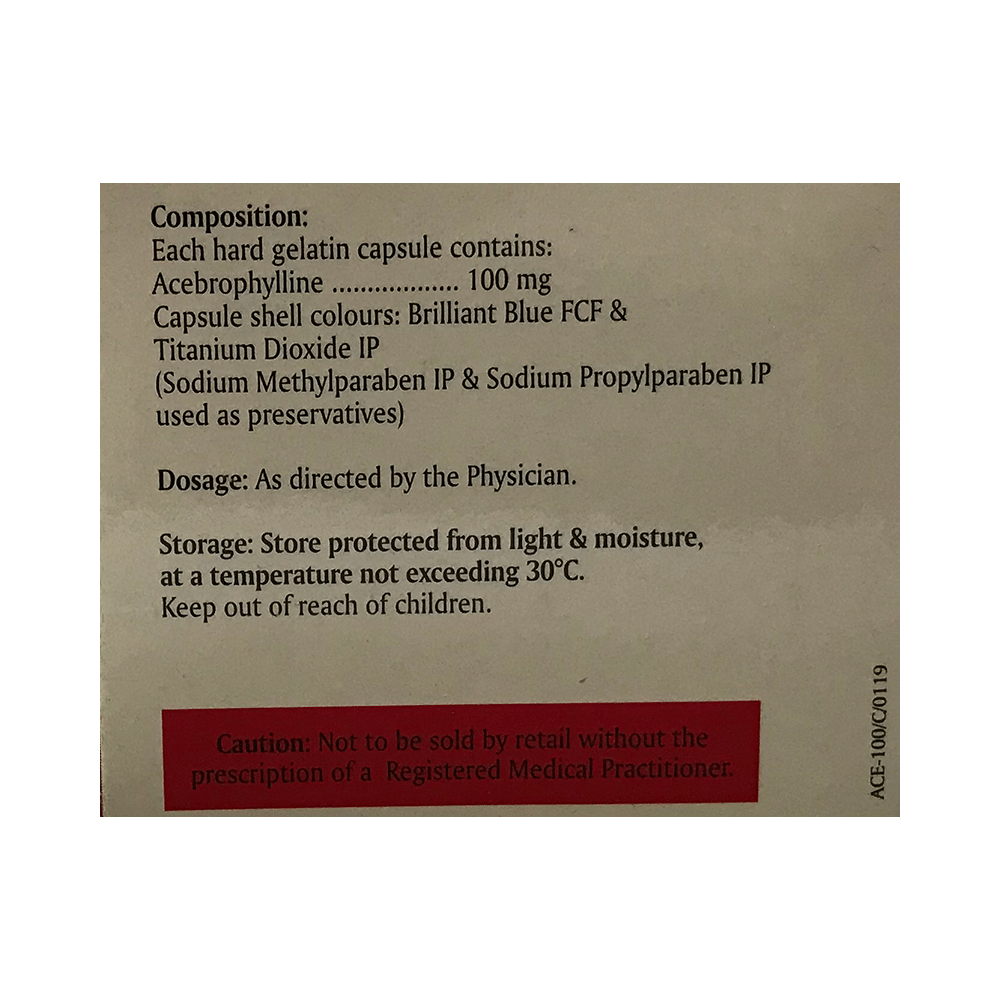 Composition:
Each hard gelatin capsule contains:
Acebrophylline .................. 100 mg
Capsule shell colours: Brilliant Blue FCF &
Titanium Dioxide IP
(Sodium Methylparaben IP & Sodium Propylparaben IP
used as preservatives)
Dosage: As directed by the Physician.
Storage: Store protected from light & moisture,
at a temperature not exceeding 30°C.
Keep out of reach of children.
Caution: Not to be sold by retail without the
prescription of a Registered Medical Practitioner.
ACE-100/C/0119